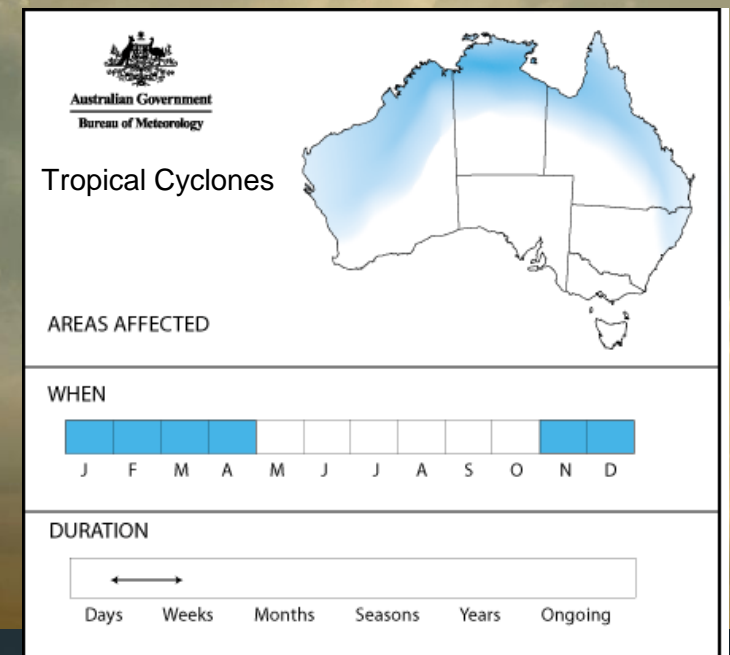 Australian Government
Bureau of Meteorology
Tropical Cyclones
AREAS AFFECTED
WHEN
J F M A M J J A S O N D
DURATION
Days Weeks Months Seasons Years Ongoing